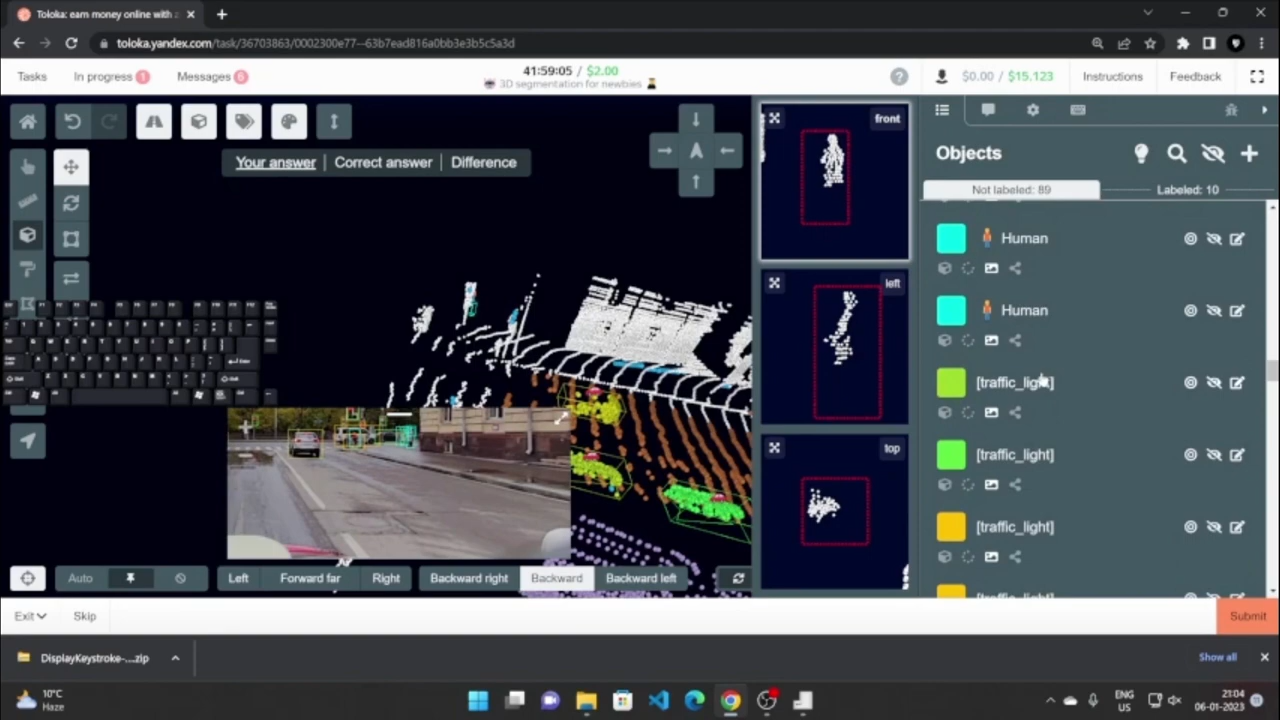 Toloka: earn money online with a
toloka.yandex.com/task/36703863/0002300e77--63b7ead816a0bb3e3b5c5a3d
Tasks
In progress 1
Messages 6
41:59:05 / $2.00
3D segmentation for newbies
$0.00 / $15.123
Instructions
Feedback
Your answer | Correct answer | Difference
A
front
left
top
Objects
Not labeled: 89
Labeled: 10
Human
Human
[traffic_light]
[traffic_light]
[traffic_light]
[traffic_light]
Auto
Left
Forward far
Right
Backward right
Backward
Backward left
Exit
Skip
Submit
DisplayKeystroke-....zip
Show all
10°C
Haze
ENG
US
21:04
06-01-2023